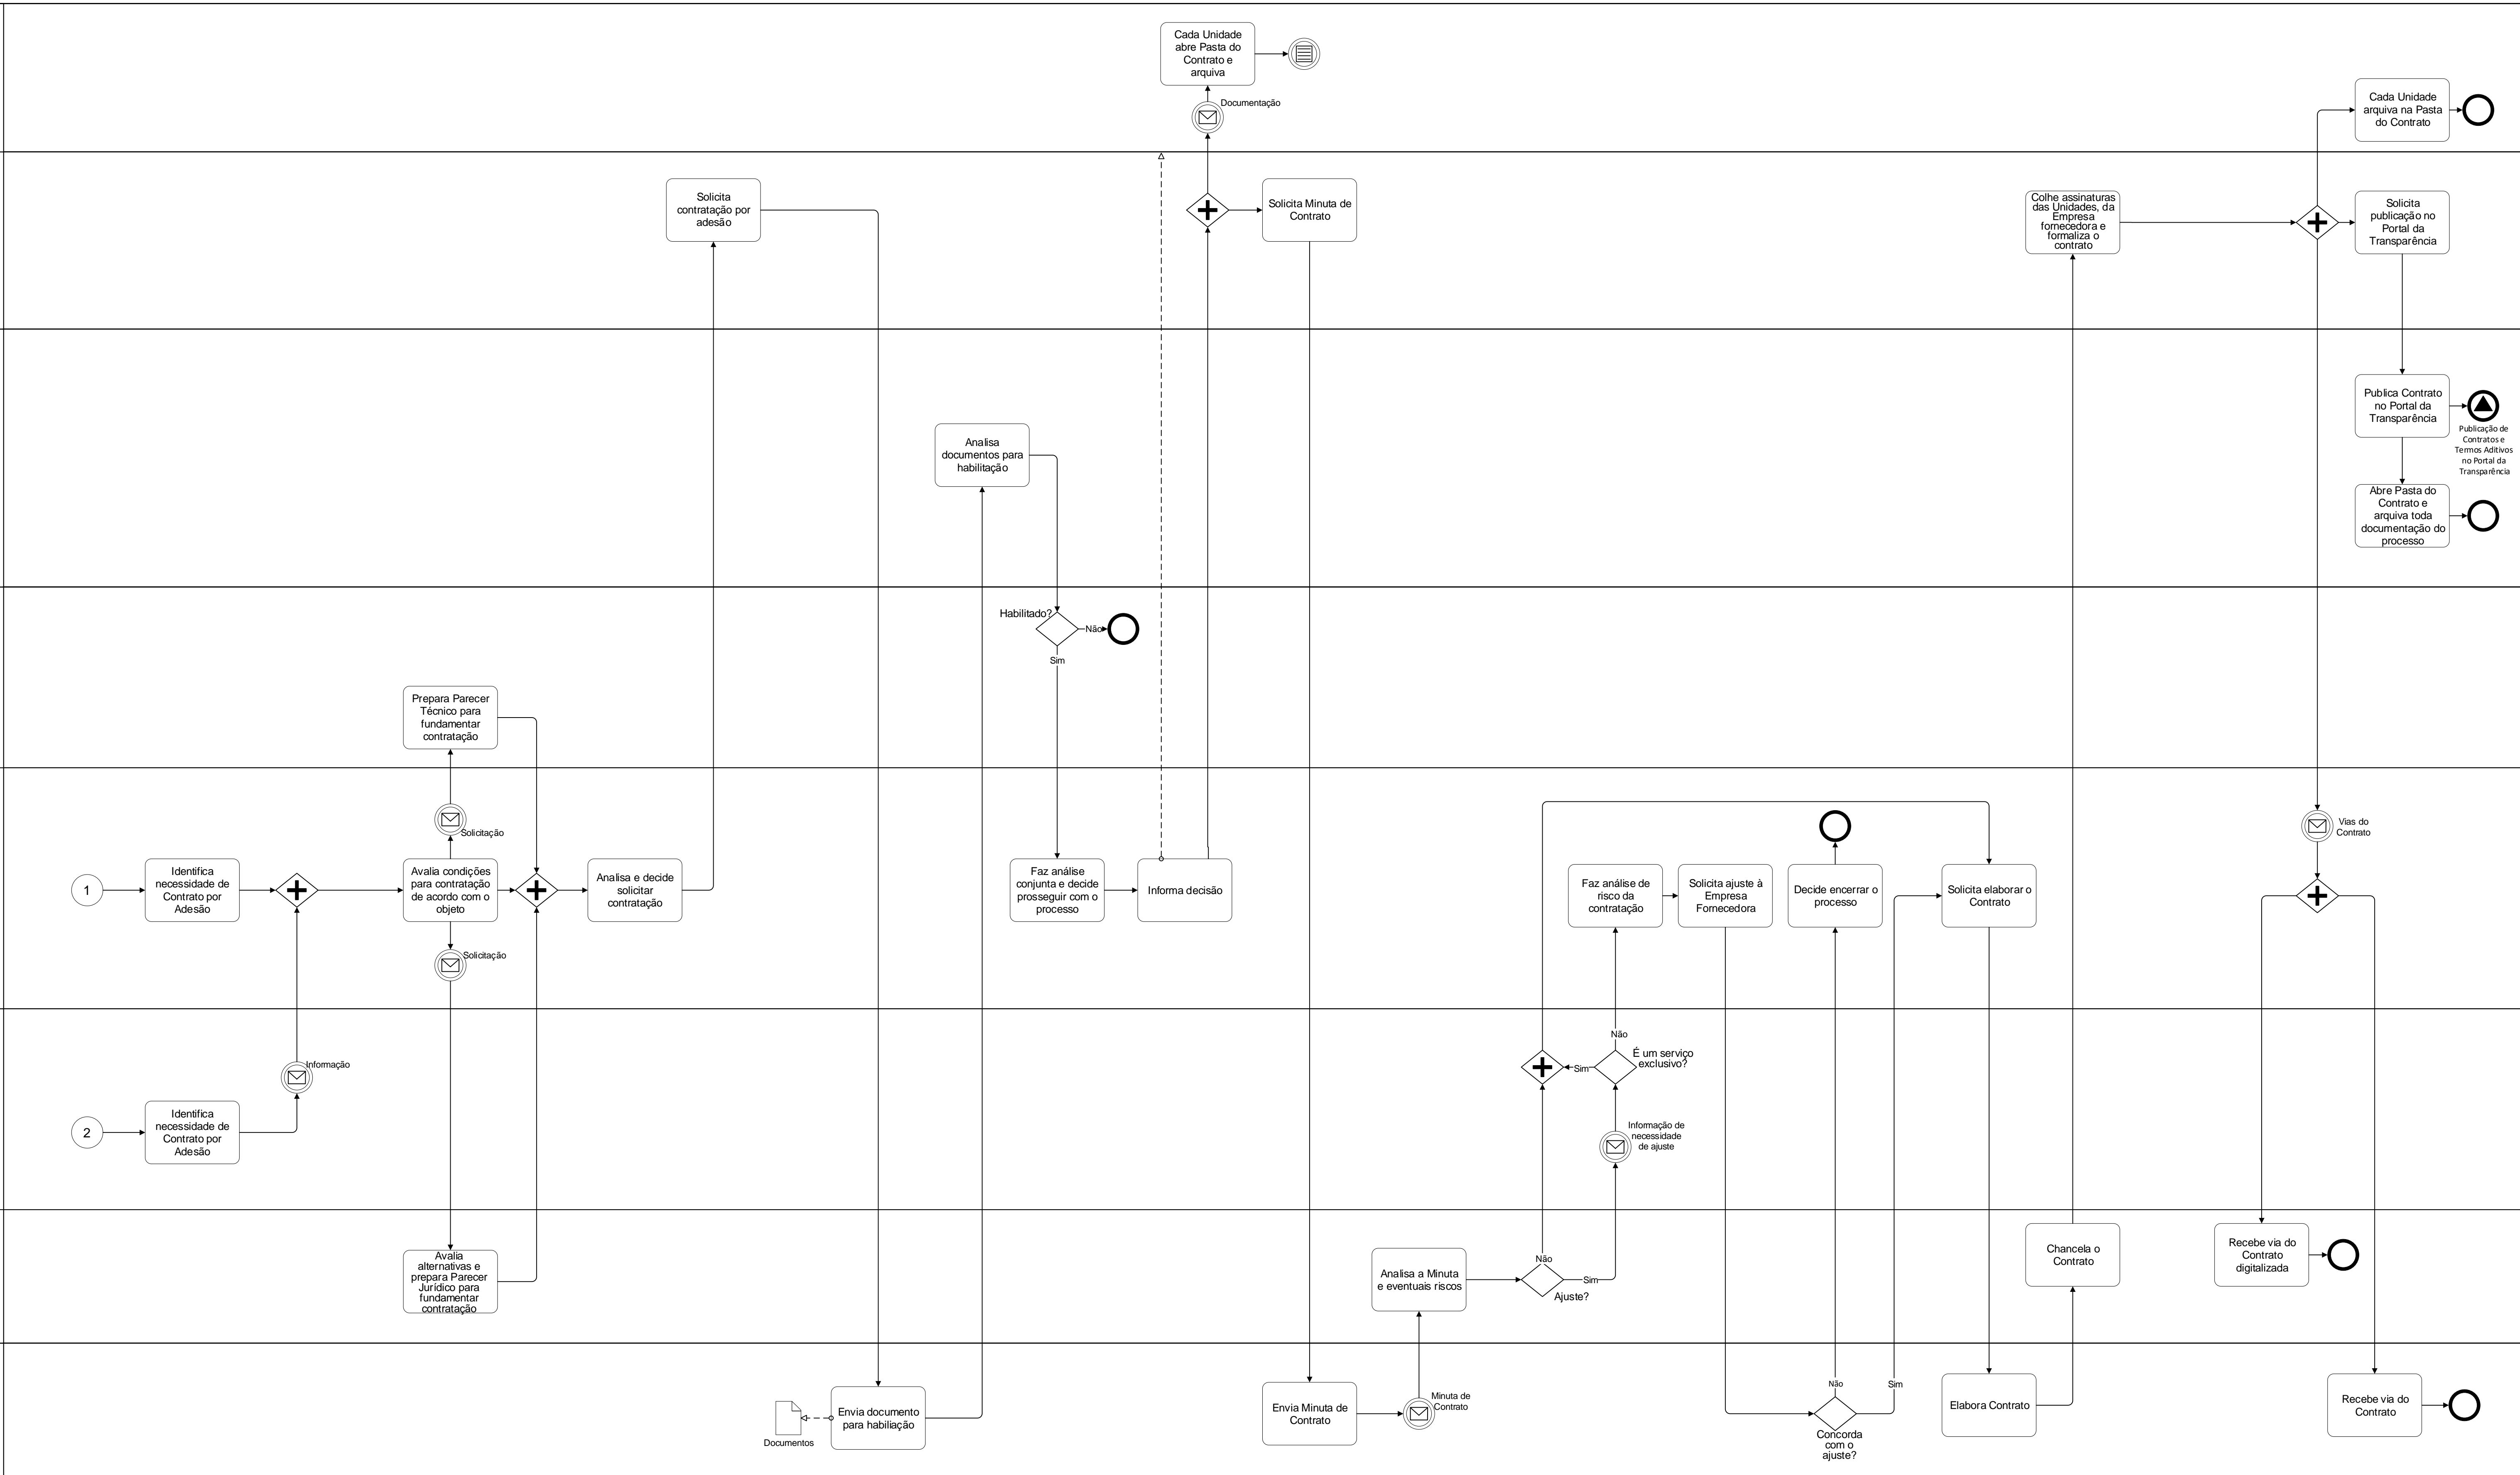 Cada Unidade
abre Pasta do
Contrato e
arquiva
Documentação
Cada Unidade
arquiva na Pasta
do Contrato
Solicita
contratação por
adesão
Solicita Minuta de
Contrato
Colhe assinaturas
das Unidades, da
Empresa
fornecedora e
formaliza o
contrato
Solicita
publicação no
Portal da
Transparência
Analisa
documentos para
habilitação
Publica Contrato
no Portal da
Transparência
Publicação de
Contratos e
Termos Aditivos
no Portal da
Transparência
Abre Pasta do
Contrato e
arquiva toda
documentação do
processo
Habilitado?
Não
Sim
Prepara Parecer
Técnico para
fundamentar
contratação
Solicitação
1
Identifica
necessidade de
Contrato por
Adesão
Avalia condições
para contratação
de acordo com o
objeto
Analisa e decide
solicitar
contratação
Solicitação
Faz análise
conjunta e decide
prosseguir com o
processo
Informa decisão
Faz análise de
risco da
contratação
Solicita ajuste à
Empresa
Fornecedora
Decide encerrar o
processo
Solicita elaborar o
Contrato
Vias do
Contrato
Informação
2
Identifica
necessidade de
Contrato por
Adesão
Não
É um serviço
exclusivo?
Sim
Informação de
necessidade
de ajuste
Avalia
alternativas e
prepara Parecer
Jurídico para
fundamentar
contratação
Analisa a Minuta
e eventuais riscos
Não
Sim
Ajuste?
Chancela o
Contrato
Recebe via do
Contrato
digitalizada
Documentos
Envia documento
para habiliação
Envia Minuta de
Contrato
Minuta de
Contrato
Não
Sim
Concorda
com o
ajuste?
Elabora Contrato
Recebe via do
Contrato